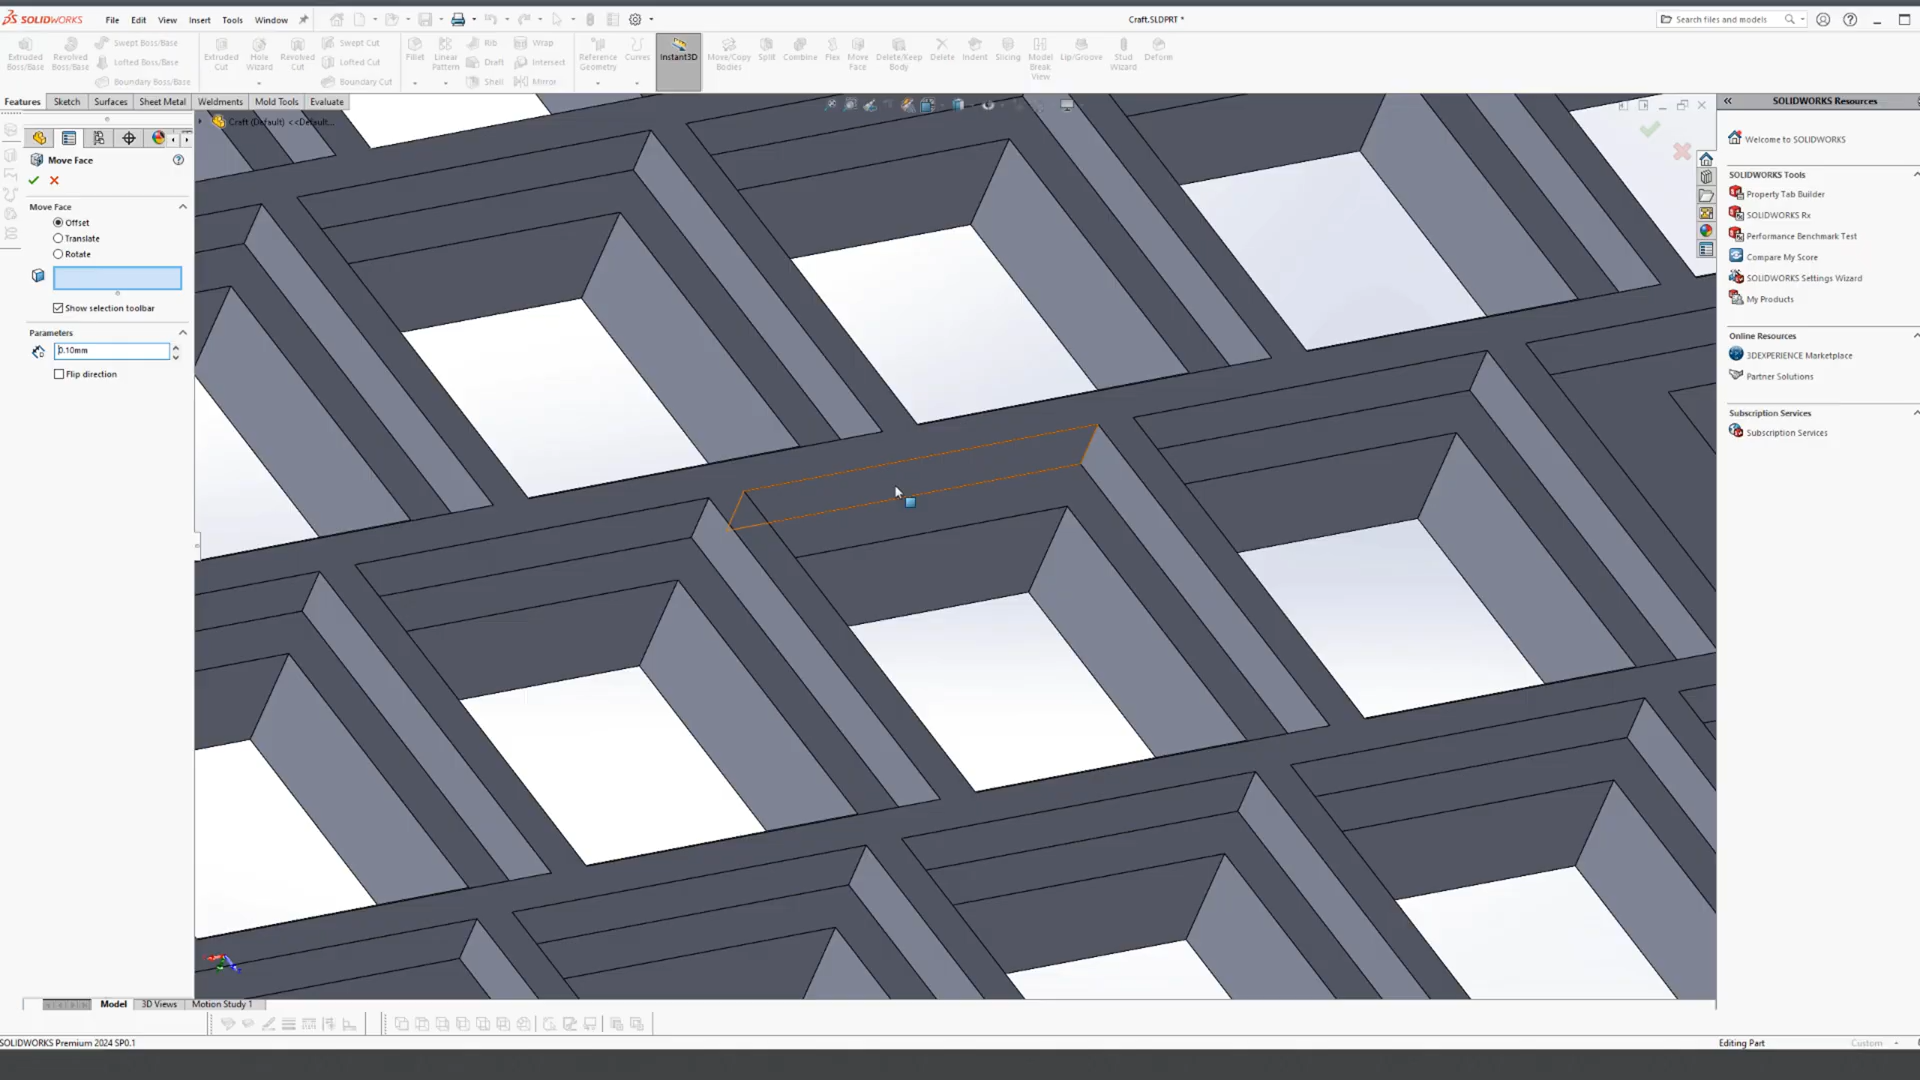 SOLIDWORKS File Edit View Insert Tools Window Craft.SLDPRT * Search files and models
Extruded Boss/Base
Revolved Boss/Base
Swept Boss/Base
Lofted Boss/Base
Boundary Boss/Base
Extruded Cut
Hole Wizard
Revolved Cut
Swept Cut
Lofted Cut
Boundary Cut
Fillet
Linear Pattern
Rib
Draft
Shell
Wrap
Intersect
Mirror
Reference Geometry
Curves
Instant3D
Move/Copy Bodies
Split
Combine
Flex
Move Face
Delete/Keep Body
Delete
Indent
Slicing
Model Break View
Lip/Groove
Stud Wizard
Deform
Features Sketch Surfaces Sheet Metal Weldments Mold Tools Evaluate
Craft (Default) <<Default...
Move Face
Move Face
Offset
Translate
Rotate
Show selection toolbar
Parameters
0.10mm
Flip direction
SOLIDWORKS Resources
Welcome to SOLIDWORKS
SOLIDWORKS Tools
Property Tab Builder
SOLIDWORKS Rx
Performance Benchmark Test
Compare My Score
SOLIDWORKS Settings Wizard
My Products
Online Resources
3DEXPERIENCE Marketplace
Partner Solutions
Subscription Services
Subscription Services
Model 3D Views Motion Study 1
SOLIDWORKS Premium 2024 SP0.1 Editing Part Custom